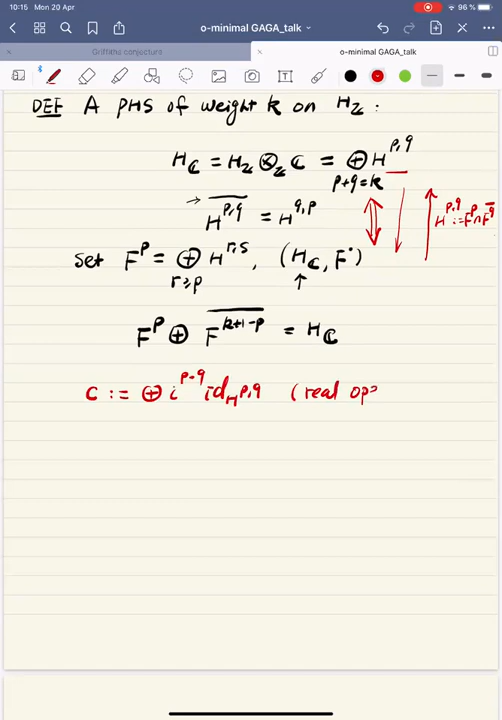 10:15 Mon 20 Apr 96 %
o-minimal GAGA_talk
Griffiths conjecture
× o-minimal GAGA_talk
DEF A PHS of weight k on H_Z :
H_C = H_Z ⊗_Z C = ⊕_{p+q=k} H^{p,q}
→ \overline{H^{p,q}} = H^{q,p}
H^{p,q} := F^p ∩ \overline{F^q}
Set F^p = ⊕_{r≥p} H^{r,s}, (H_C, F^•)
F^p ⊕ \overline{F^{k+1-p}} = H_C
C := ⊕ i^{p-q} id_{H^{p,q}} (real op